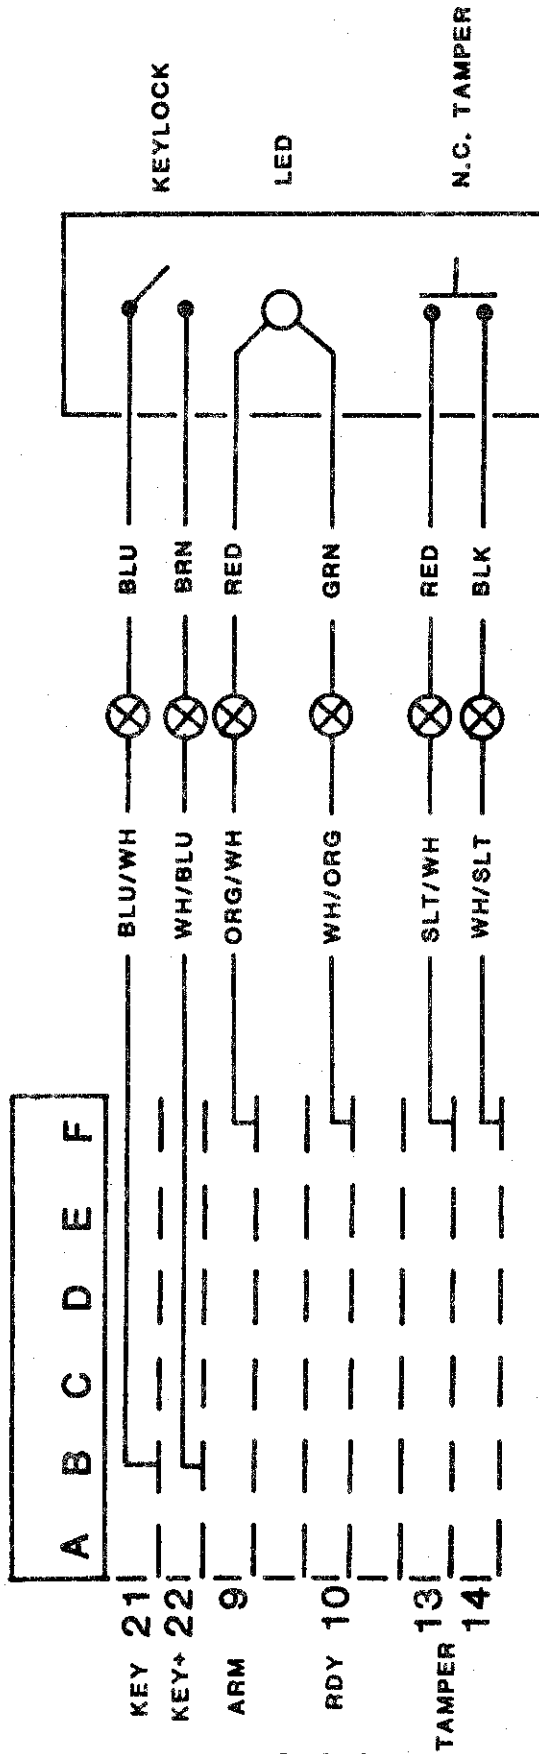 A B C D E F
KEY 21 BLU/WH BLU KEYLOCK
KEY+ 22 WH/BLU BRN
ARM 9 ORG/WH RED LED
RDY 10 WH/ORG GRN
TAMPER 13 SLT/WH RED N.C. TAMPER
14 WH/SLT BLK